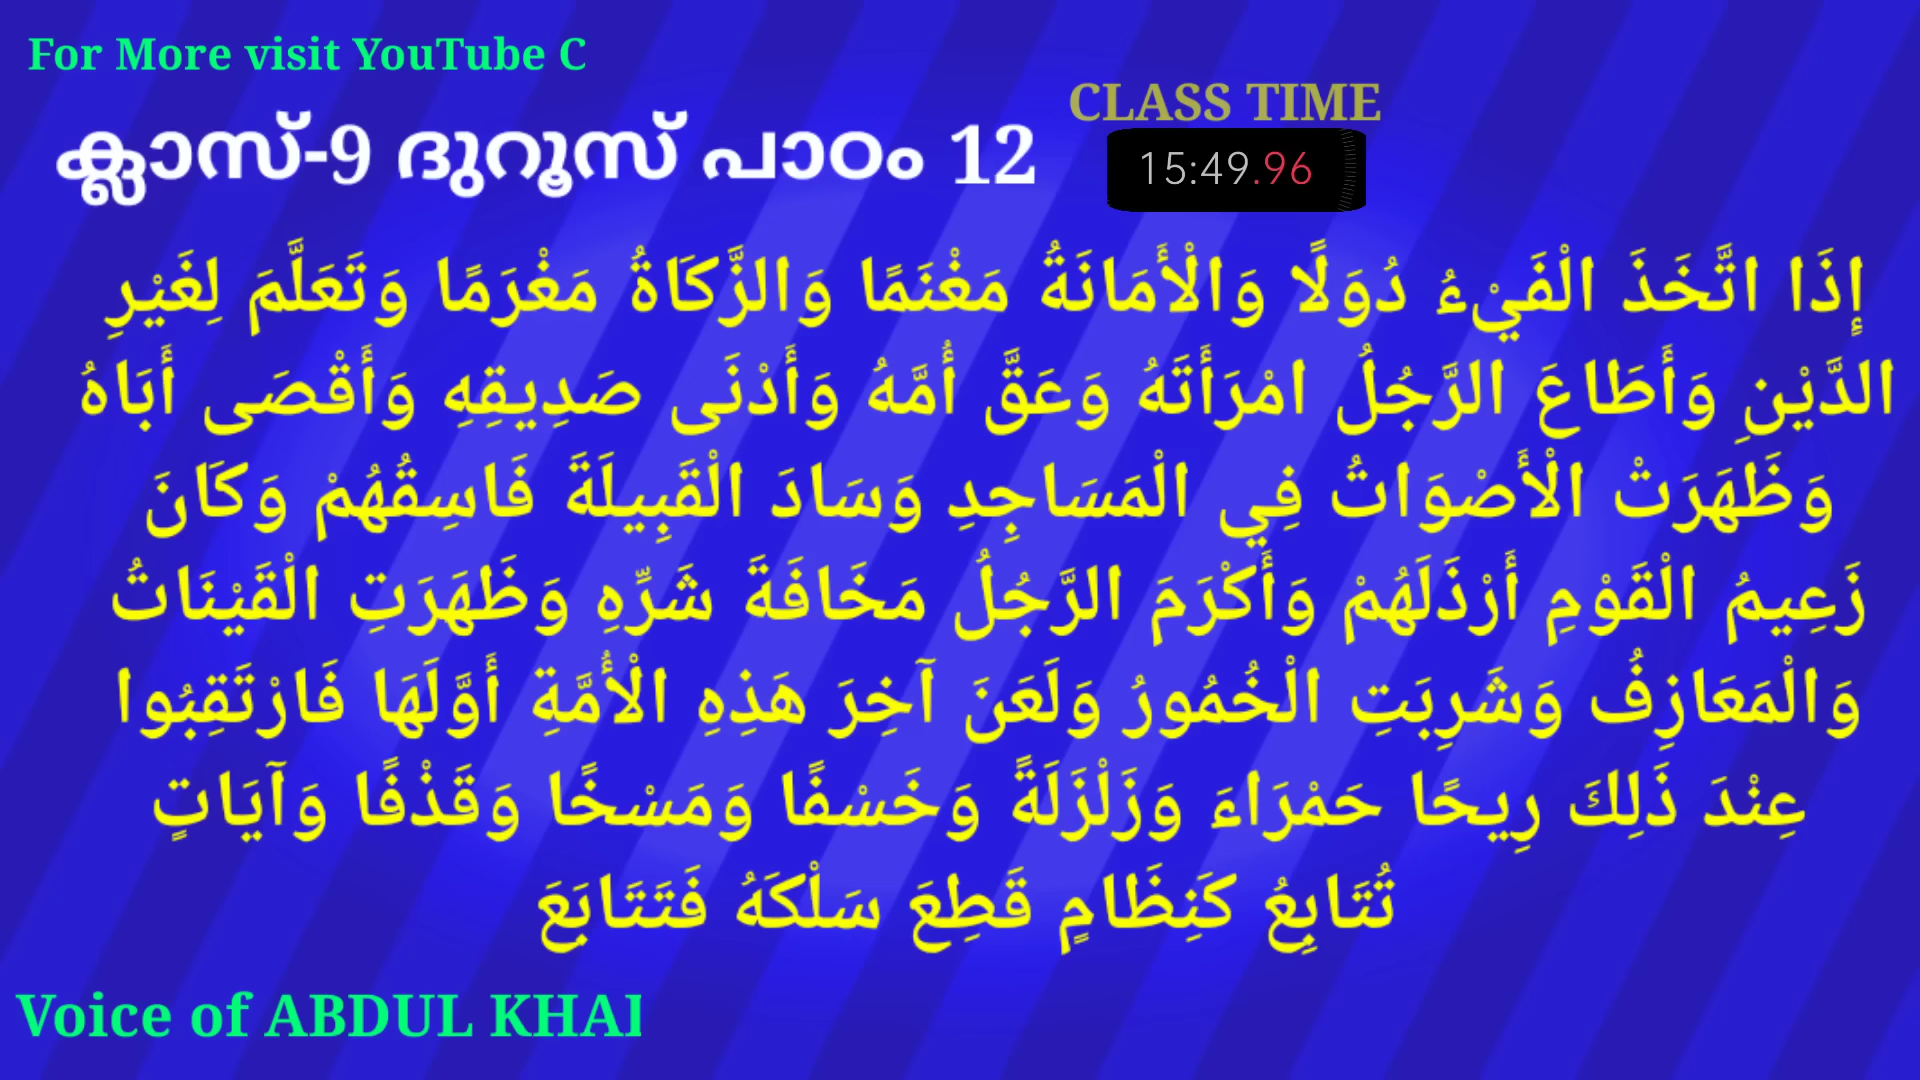 For More visit YouTube C
CLASS TIME
ക്ലാസ്-9 ദുറൂസ് പാഠം 12
15:49.96
إِذَا اتَّخَذَ الْفَيْءُ دُوَلًا وَالْأَمَانَةُ مَغْنَمًا وَالزَّكَاةُ مَغْرَمًا وَتَعَلَّمَ لِغَيْرِ
الدَّيْنِ وَأَطَاعَ الرَّجُلُ امْرَأَتَهُ وَعَقَّ أُمَّهُ وَأَدْنَى صَدِيقِهِ وَأَقْصَى أَبَاهُ
وَظَهَرَتْ الْأَصْوَاتُ فِي الْمَسَاجِدِ وَسَادَ الْقَبِيلَةَ فَاسِقُهُمْ وَكَانَ
زَعِيمُ الْقَوْمِ أَرْذَلَهُمْ وَأَكْرَمَ الرَّجُلُ مَخَافَةَ شَرِّهِ وَظَهَرَتِ الْقَيْنَاتُ
وَالْمَعَازِفُ وَشَرِبَتِ الْخُمُورُ وَلَعَنَ آخِرَ هَذِهِ الْأُمَّةِ أَوَّلَهَا فَارْتَقِبُوا
عِنْدَ ذَلِكَ رِيحًا حَمْرَاءَ وَزَلْزَلَةً وَخَسْفًا وَمَسْخًا وَقَذْفًا وَآيَاتٍ
تُتَابِعُ كَنِظَامٍ قَطِعَ سَلْكَهُ فَتَتَابَعَ
Voice of ABDUL KHA